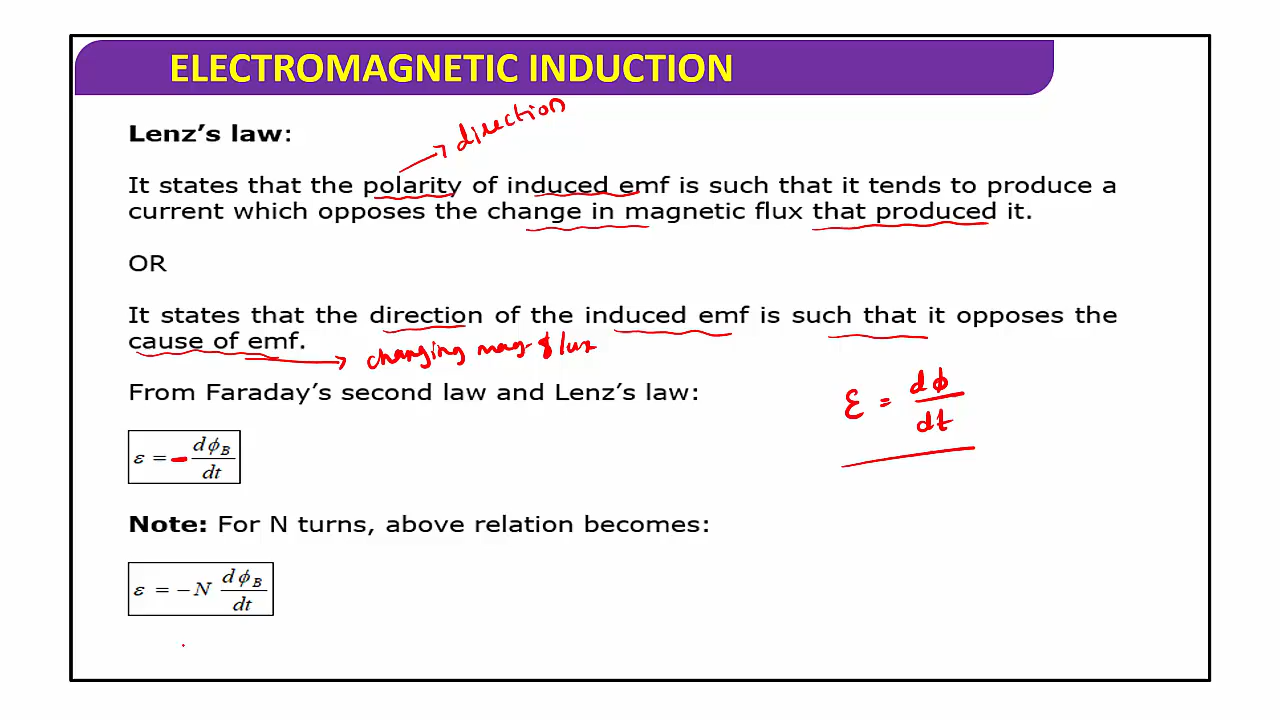 ELECTROMAGNETIC INDUCTION
Lenz's law:
direction
It states that the polarity of induced emf is such that it tends to produce a
current which opposes the change in magnetic flux that produced it.
OR
It states that the direction of the induced emf is such that it opposes the
cause of emf.
changing mag. flux
From Faraday's second law and Lenz's law:
ε = dϕ/dt
ε = - dϕ_B/dt
Note: For N turns, above relation becomes:
ε = -N dϕ_B/dt